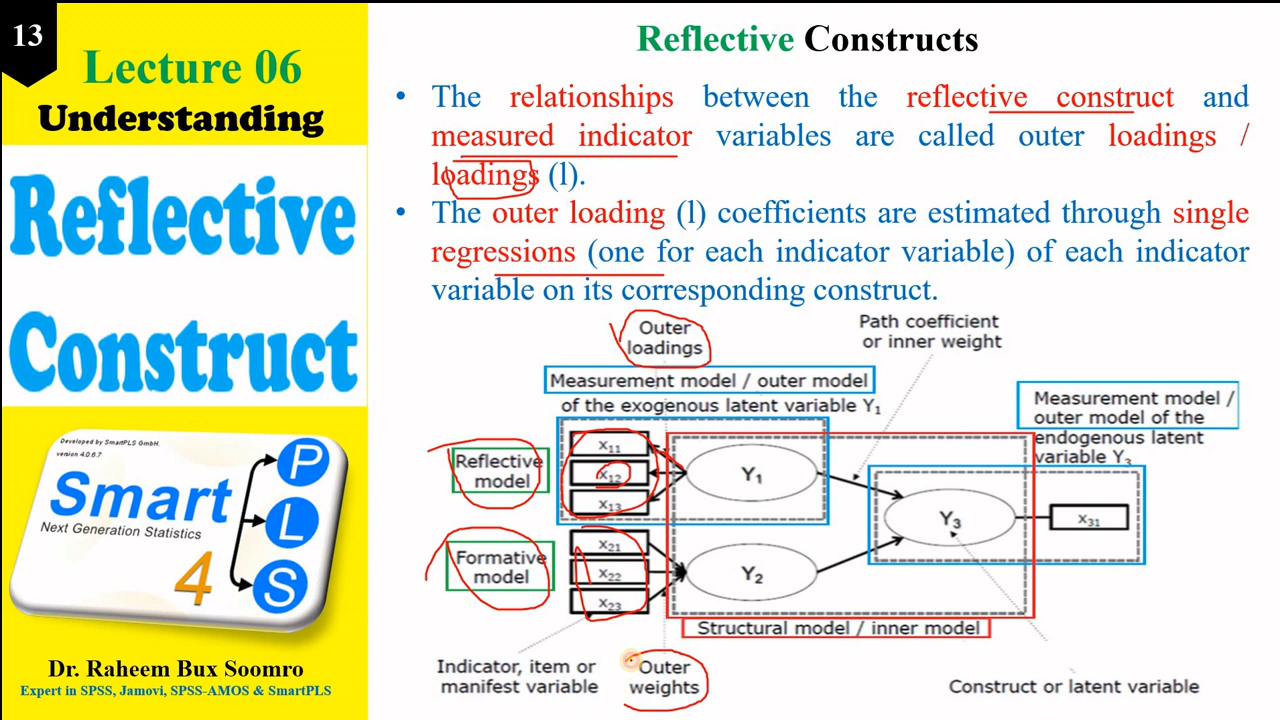 13
Lecture 06
Understanding
Reflective
Construct
Developed by SmartPLS GmbH.
version 4.0.6.7
Smart
Next Generation Statistics
4
P
L
S
Dr. Raheem Bux Soomro
Expert in SPSS, Jamovi, SPSS-AMOS & SmartPLS
Reflective Constructs
• The relationships between the reflective construct and
measured indicator variables are called outer loadings /
loadings (l).
• The outer loading (l) coefficients are estimated through single
regressions (one for each indicator variable) of each indicator
variable on its corresponding construct.
Outer
loadings
Path coefficient
or inner weight
Measurement model / outer model
of the exogenous latent variable Y₁
Measurement model /
outer model of the
endogenous latent
variable Y₃
Reflective
model
x₁₁
x₁₂
x₁₃
Y₁
Y₃
x₃₁
Formative
model
x₂₁
x₂₂
x₂₃
Y₂
Structural model / inner model
Indicator, item or
manifest variable
Outer
weights
Construct or latent variable